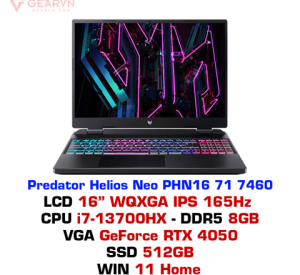 GEARVN
Predator Helios Neo PHN16 71 7460
LCD 16” WQXGA IPS 165Hz
CPU i7-13700HX - DDR5 8GB
VGA GeForce RTX 4050
SSD 512GB
WIN 11 Home